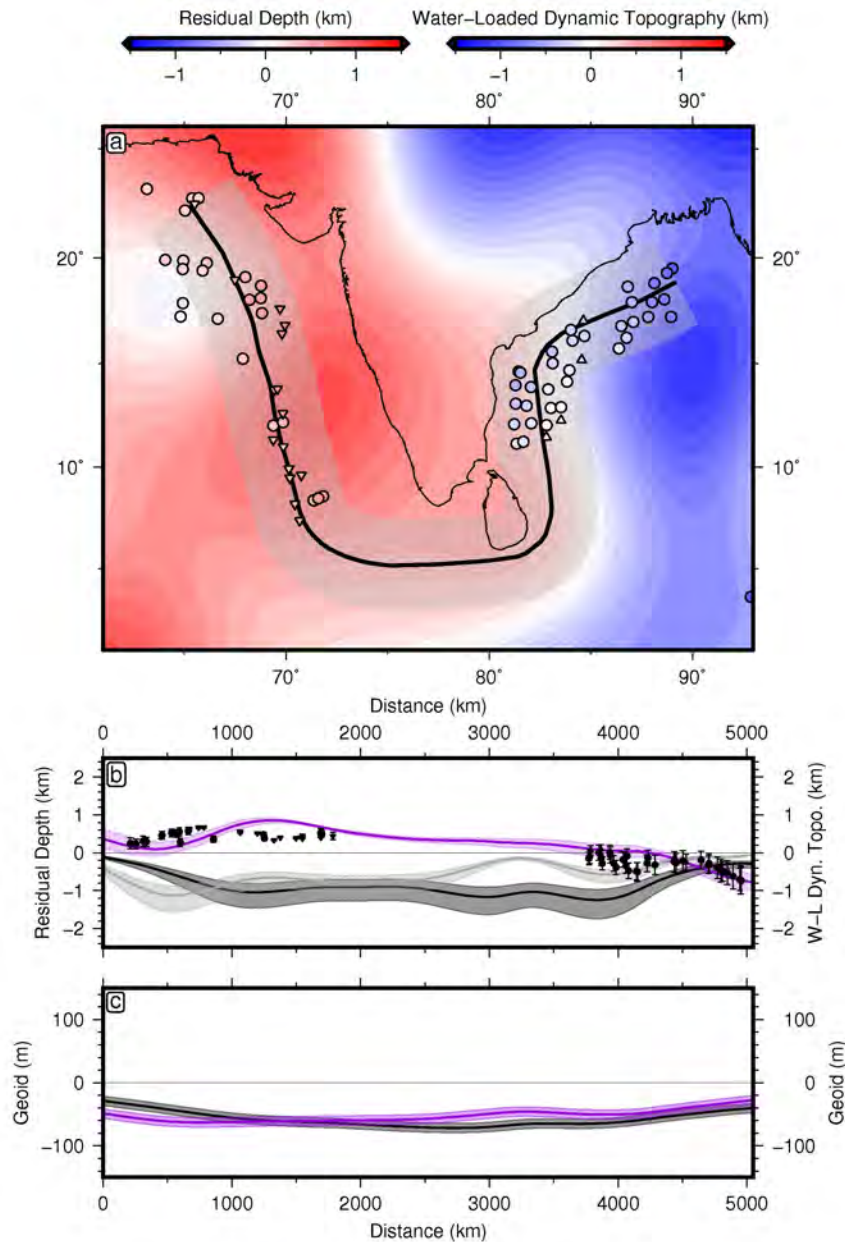 Residual Depth (km) Water−Loaded Dynamic Topography (km)
−1 0 1 −1 0 1
70˚ 80˚ 90˚
a
20˚ 20˚
10˚ 10˚
70˚ 80˚ 90˚
Distance (km)
0 1000 2000 3000 4000 5000
b
Residual Depth (km)
2 1 0 −1 −2
2 1 0 −1 −2
W−L Dyn. Topo. (km)
c
Geoid (m)
100 0 −100
100 0 −100
Geoid (m)
0 1000 2000 3000 4000 5000
Distance (km)